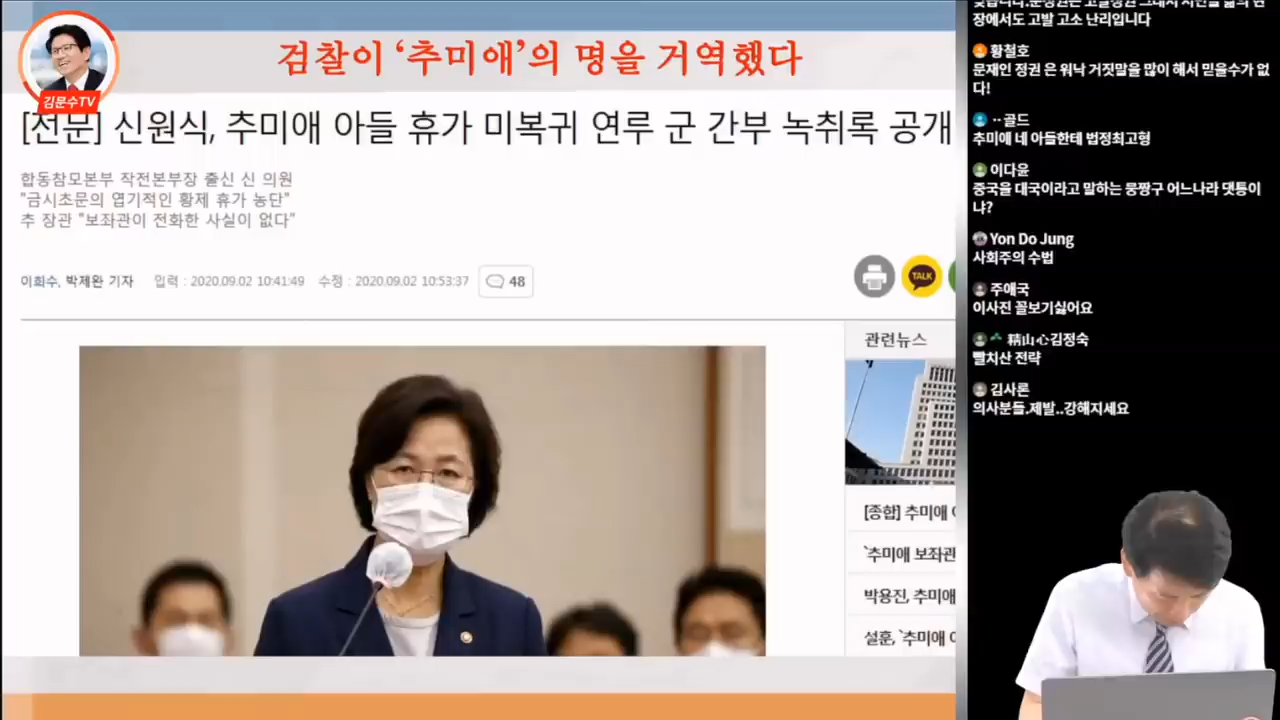 검찰이 '추미애'의 명을 거역했다
김문수TV
[전문] 신원식, 추미애 아들 휴가 미복귀 연루 군 간부 녹취록 공개
합동참모본부 작전본부장 출신 신 의원
"금시초문의 엽기적인 황제 휴가 농단"
추 장관 "보좌관이 전화한 사실이 없다"
이희수, 박제완 기자 입력 : 2020.09.02 10:41:49 수정 : 2020.09.02 10:53:37 48
TALK
관련뉴스
[종합] 추미애
`추미애 보좌관
박용진, 추미애
설훈, `추미애
장에서도 고발 고소 난리입니다
황철호
문재인 정권 은 워낙 거짓말을 많이 해서 믿을수가 없
다!
··골드
추미애 네 아들한테 법정최고형
이다윤
중국을 대국이라고 말하는 뭉짱구 어느나라 댓통이
냐?
Yon Do Jung
사회주의 수법
주애국
이사진 꼴보기싫어요
精山心김정숙
빨치산 전략
김사론
의사분들.제발..강해지세요